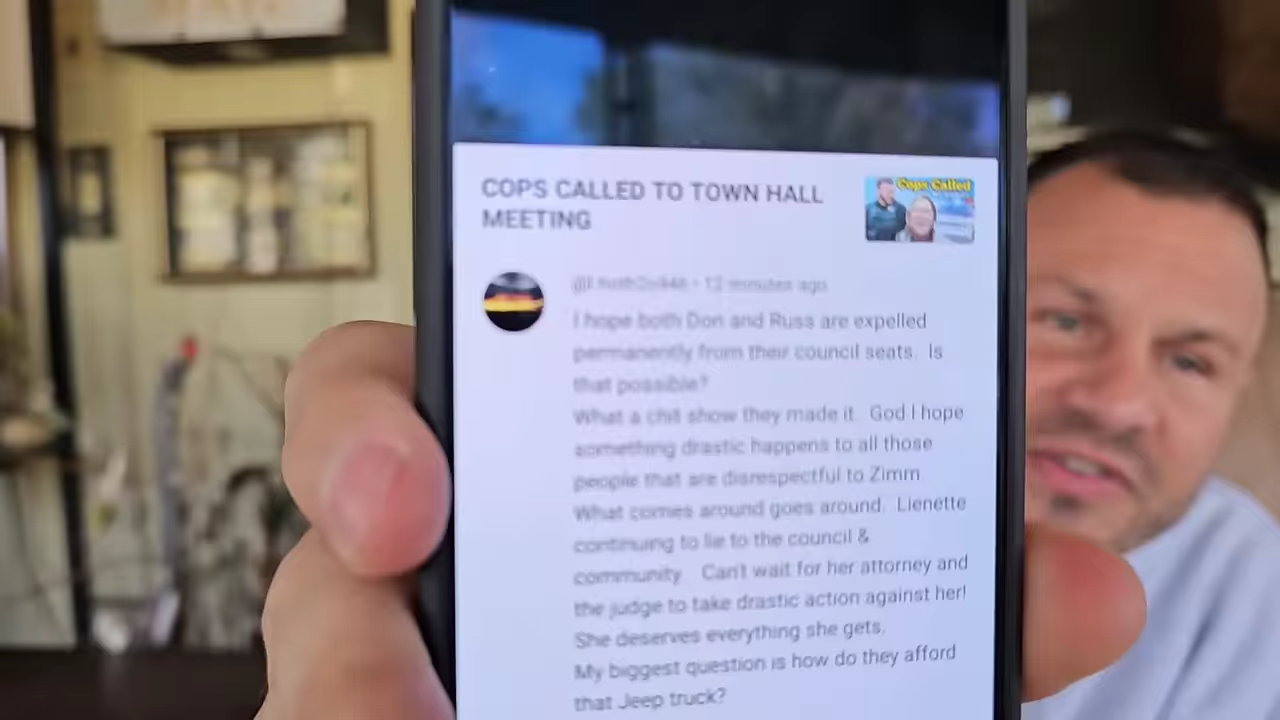 COPS CALLED TO TOWN HALL
MEETING
Cops Called
12 minutes ago
I hope both Don and Russ are expelled
permanently from their council seats. Is
that possible?
What a chit show they made it. God I hope
something drastic happens to all those
people that are disrespectful to Zimm.
What comes around goes around. Lienette
continuing to lie to the council &
community. Can't wait for her attorney and
the judge to take drastic action against her!
She deserves everything she gets.
My biggest question is how do they afford
that Jeep truck?